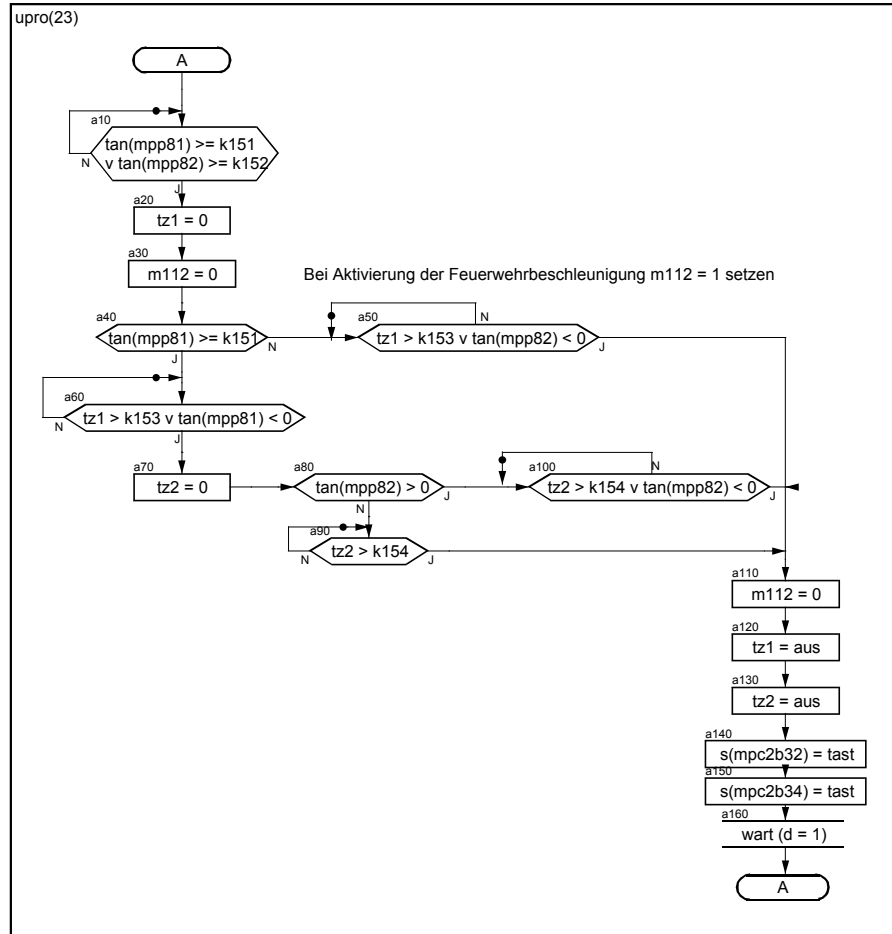 upro(23)
A
a10
tan(mpp81) >= k151
v tan(mpp82) >= k152
N
J
a20
tz1 = 0
a30
m112 = 0
Bei Aktivierung der Feuerwehrbeschleunigung m112 = 1 setzen
a40
tan(mpp81) >= k151
N
J
a50
N
tz1 > k153 v tan(mpp82) < 0
J
a60
tz1 > k153 v tan(mpp81) < 0
N
J
a70
tz2 = 0
a80
tan(mpp82) > 0
J
N
a100
N
tz2 > k154 v tan(mpp82) < 0
J
a90
tz2 > k154
N
J
a110
m112 = 0
a120
tz1 = aus
a130
tz2 = aus
a140
s(mpc2b32) = tast
a150
s(mpc2b34) = tast
a160
wart (d = 1)
A